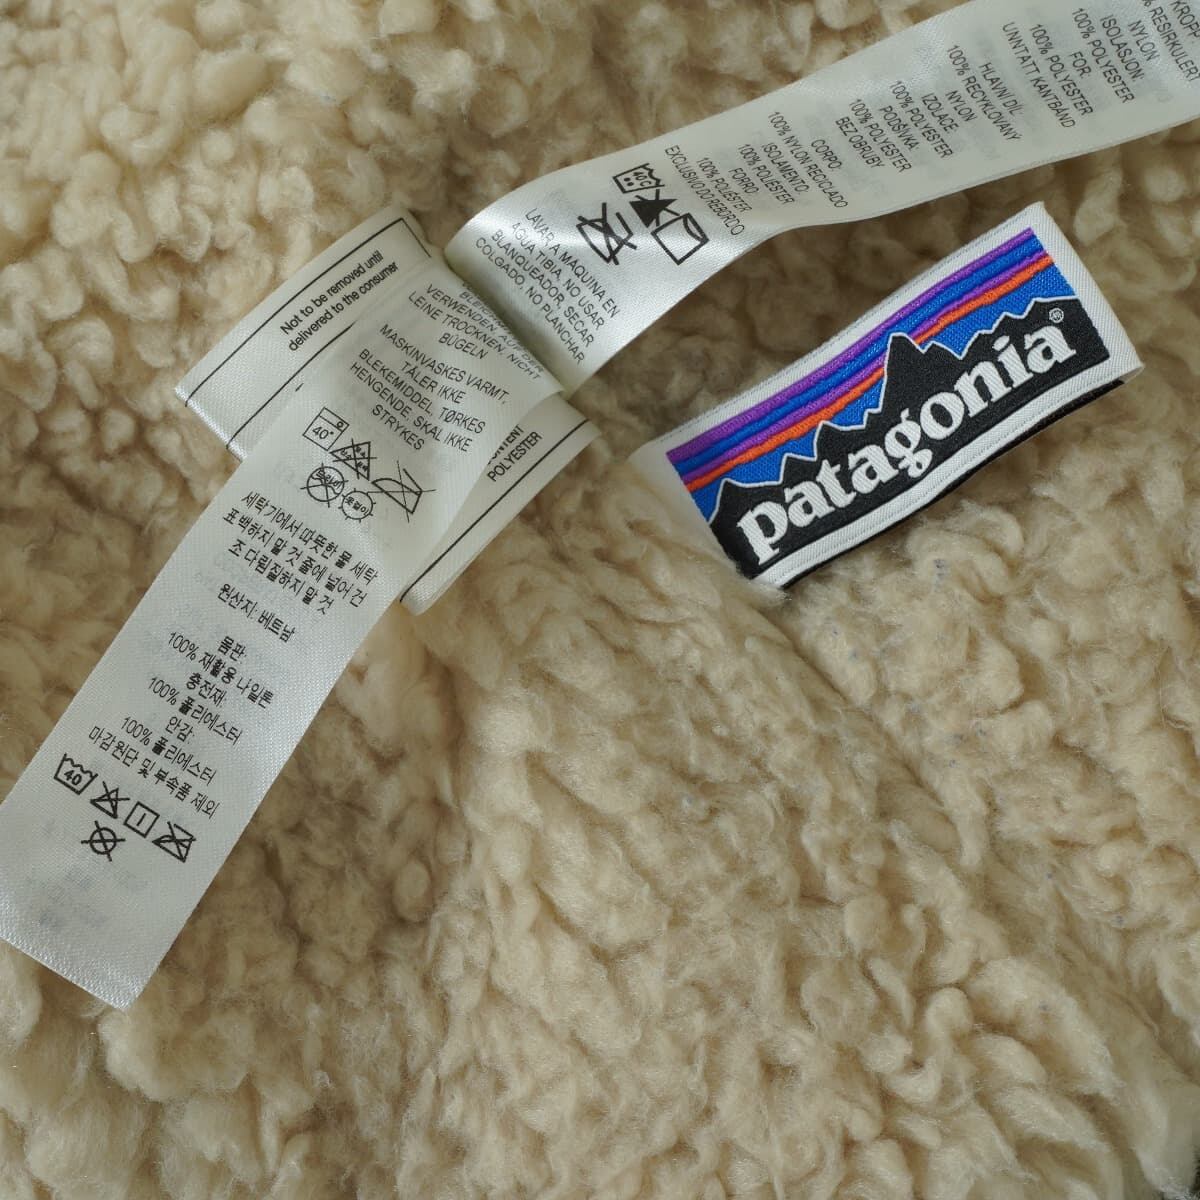 Not to be removed until
delivered to the consumer
VERWENDEN. AUF DER
LEINE TROCKNEN, NICHT
BÜGELN
MASKINVASKES VARMT.
TÅLER IKKE
BLEKEMIDDEL, TØRKES
HENGENDE, SKAL IKKE
STRYKES
40°
세탁기에서 따뜻한 물 세탁
표백하지 말 것 줄에 널어 건
조 다림질하지 말 것
원산지: 베트남
몸판:
100% 재활용 나일론
충전재:
100% 폴리에스터
안감:
100% 폴리에스터
마감원단 및 부속품 제외
40
POLYESTER
LAVAR A MÁQUINA EN
AGUA TIBIA, NO USAR
BLANQUEADOR, SECAR
COLGADO, NO PLANCHAR
40°C
CORPO:
100% NYLON RECICLADO
ISOLAMENTO:
100% POLIÉSTER
FORRO:
100% POLIÉSTER
EXCLUSIVO DO REBORDO
HLAVNÍ DÍL:
100% RECYKLOVANÝ
NYLON
IZOLACE:
100% POLYESTER
PODŠÍVKA:
100% POLYESTER
BEZ OBRUBY
KROPP:
% RESIRKULERT
NYLON
ISOLASJON:
100% POLYESTER
FOR:
100% POLYESTER
UNNTATT KANTBÅND
patagonia®